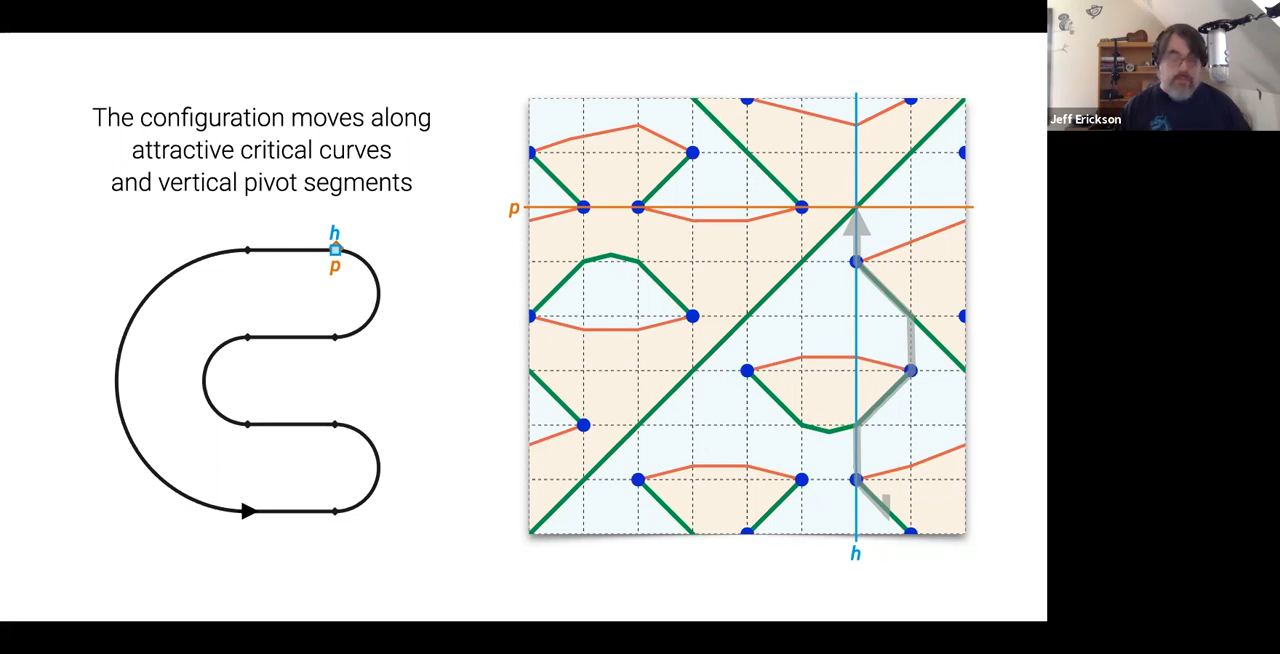 The configuration moves along
attractive critical curves
and vertical pivot segments
h
p
p
h
Jeff Erickson